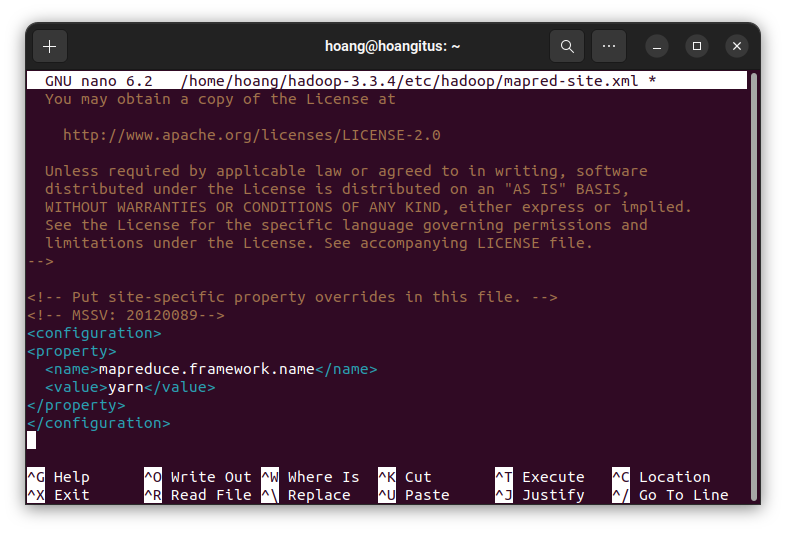 hoang@hoangitus: ~
GNU nano 6.2 /home/hoang/hadoop-3.3.4/etc/hadoop/mapred-site.xml *
You may obtain a copy of the License at
http://www.apache.org/licenses/LICENSE-2.0
Unless required by applicable law or agreed to in writing, software
distributed under the License is distributed on an "AS IS" BASIS,
WITHOUT WARRANTIES OR CONDITIONS OF ANY KIND, either express or implied.
See the License for the specific language governing permissions and
limitations under the License. See accompanying LICENSE file.
-->
<!-- Put site-specific property overrides in this file. -->
<!-- MSSV: 20120089-->
<configuration>
<property>
<name>mapreduce.framework.name</name>
<value>yarn</value>
</property>
</configuration>
^G Help ^O Write Out ^W Where Is ^K Cut ^T Execute ^C Location
^X Exit ^R Read File ^\ Replace ^U Paste ^J Justify ^/ Go To Line